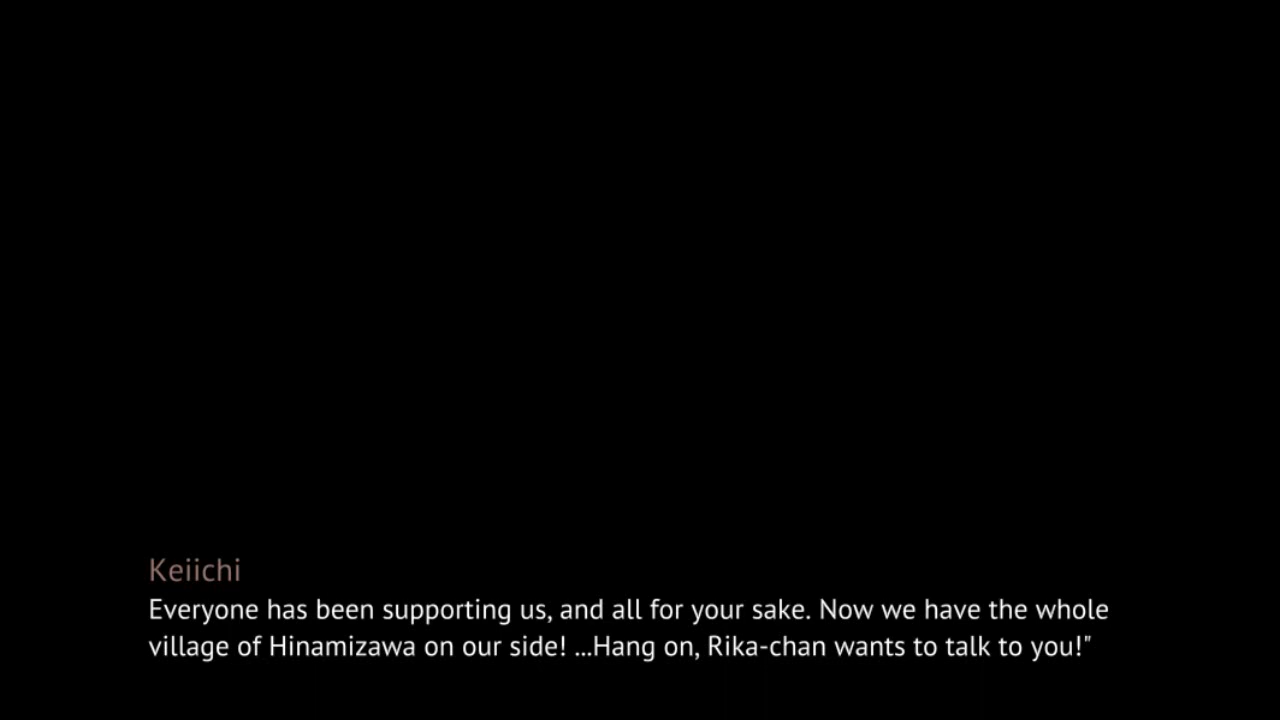 Keiichi
Everyone has been supporting us, and all for your sake. Now we have the whole
village of Hinamizawa on our side! ...Hang on, Rika-chan wants to talk to you!"